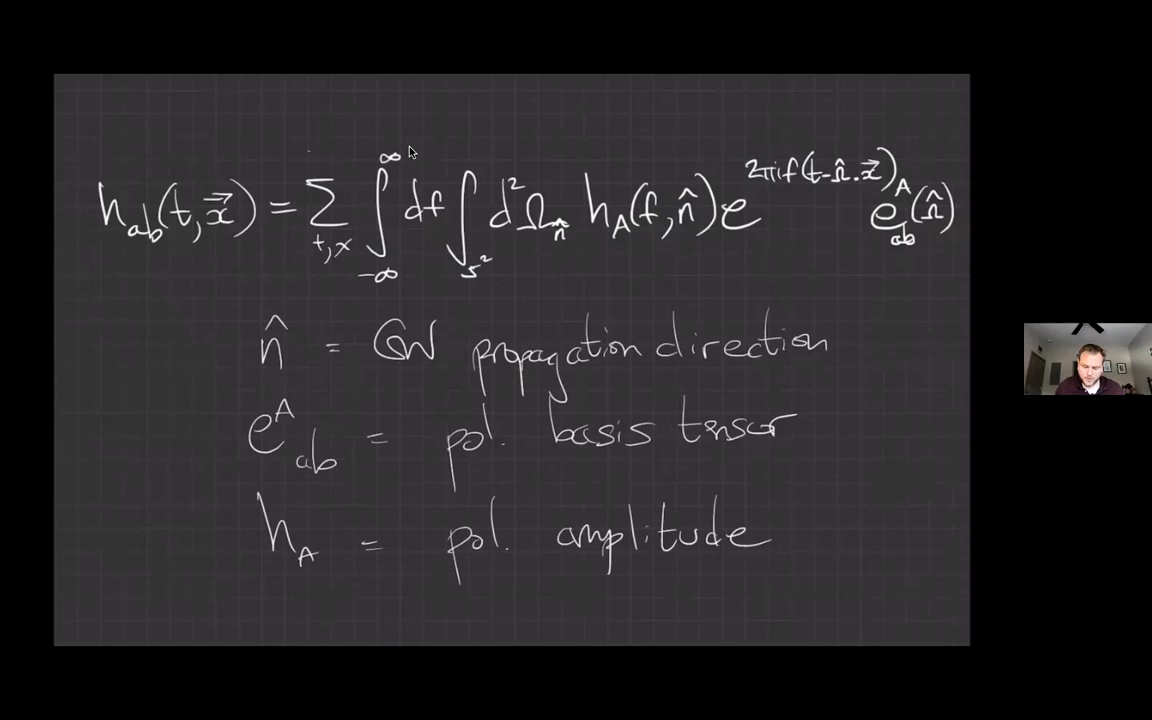 h_ab(t, x⃗) = Σ_{+,x} ∫_{-∞}^{∞} df ∫_{S²} d²Ω_n̂ h_A(f, n̂) e^{2πif(t-Ω̂.x⃗)} e^A_ab(Ω̂)
n̂ = GW propagation direction
e^A_ab = pol. basis tensor
h_A = pol. amplitude